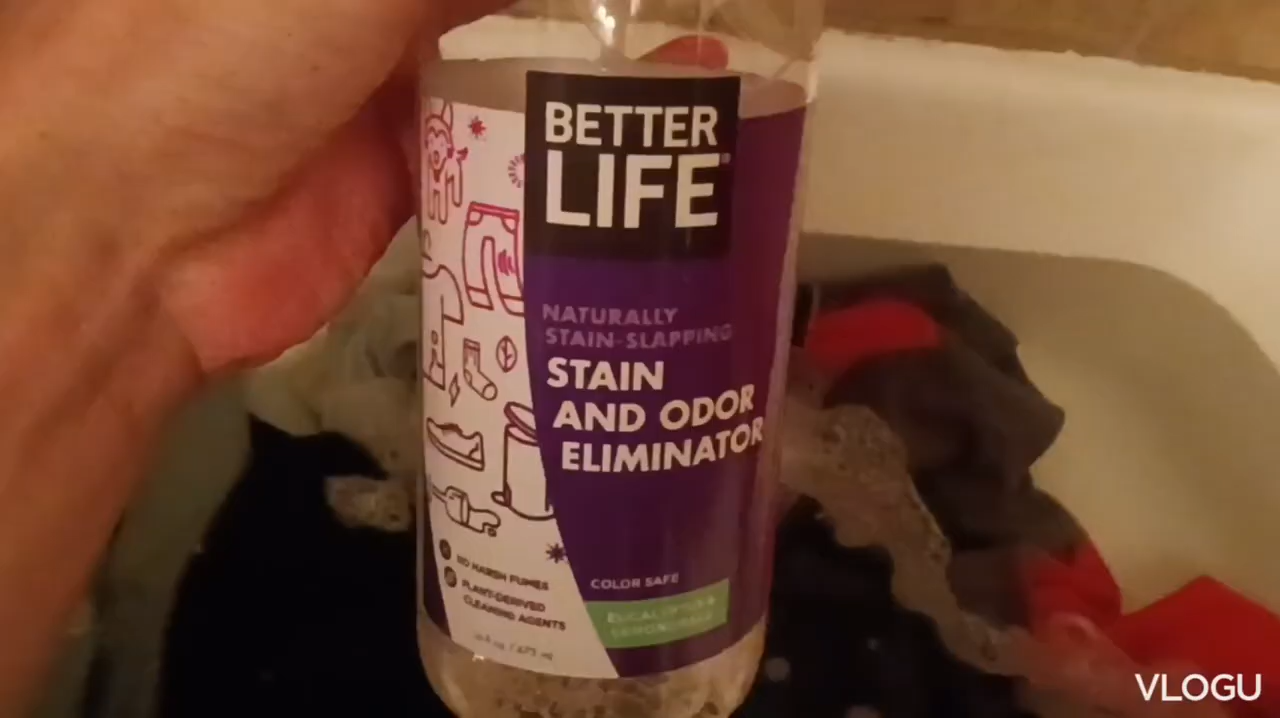 BETTER
LIFE
NATURALLY
STAIN-SLAPPING
STAIN
AND ODOR
ELIMINATOR
NO HARSH FUMES
PLANT-DERIVED
CLEANING AGENTS
COLOR SAFE
EUCALYPTUS &
VLOGU